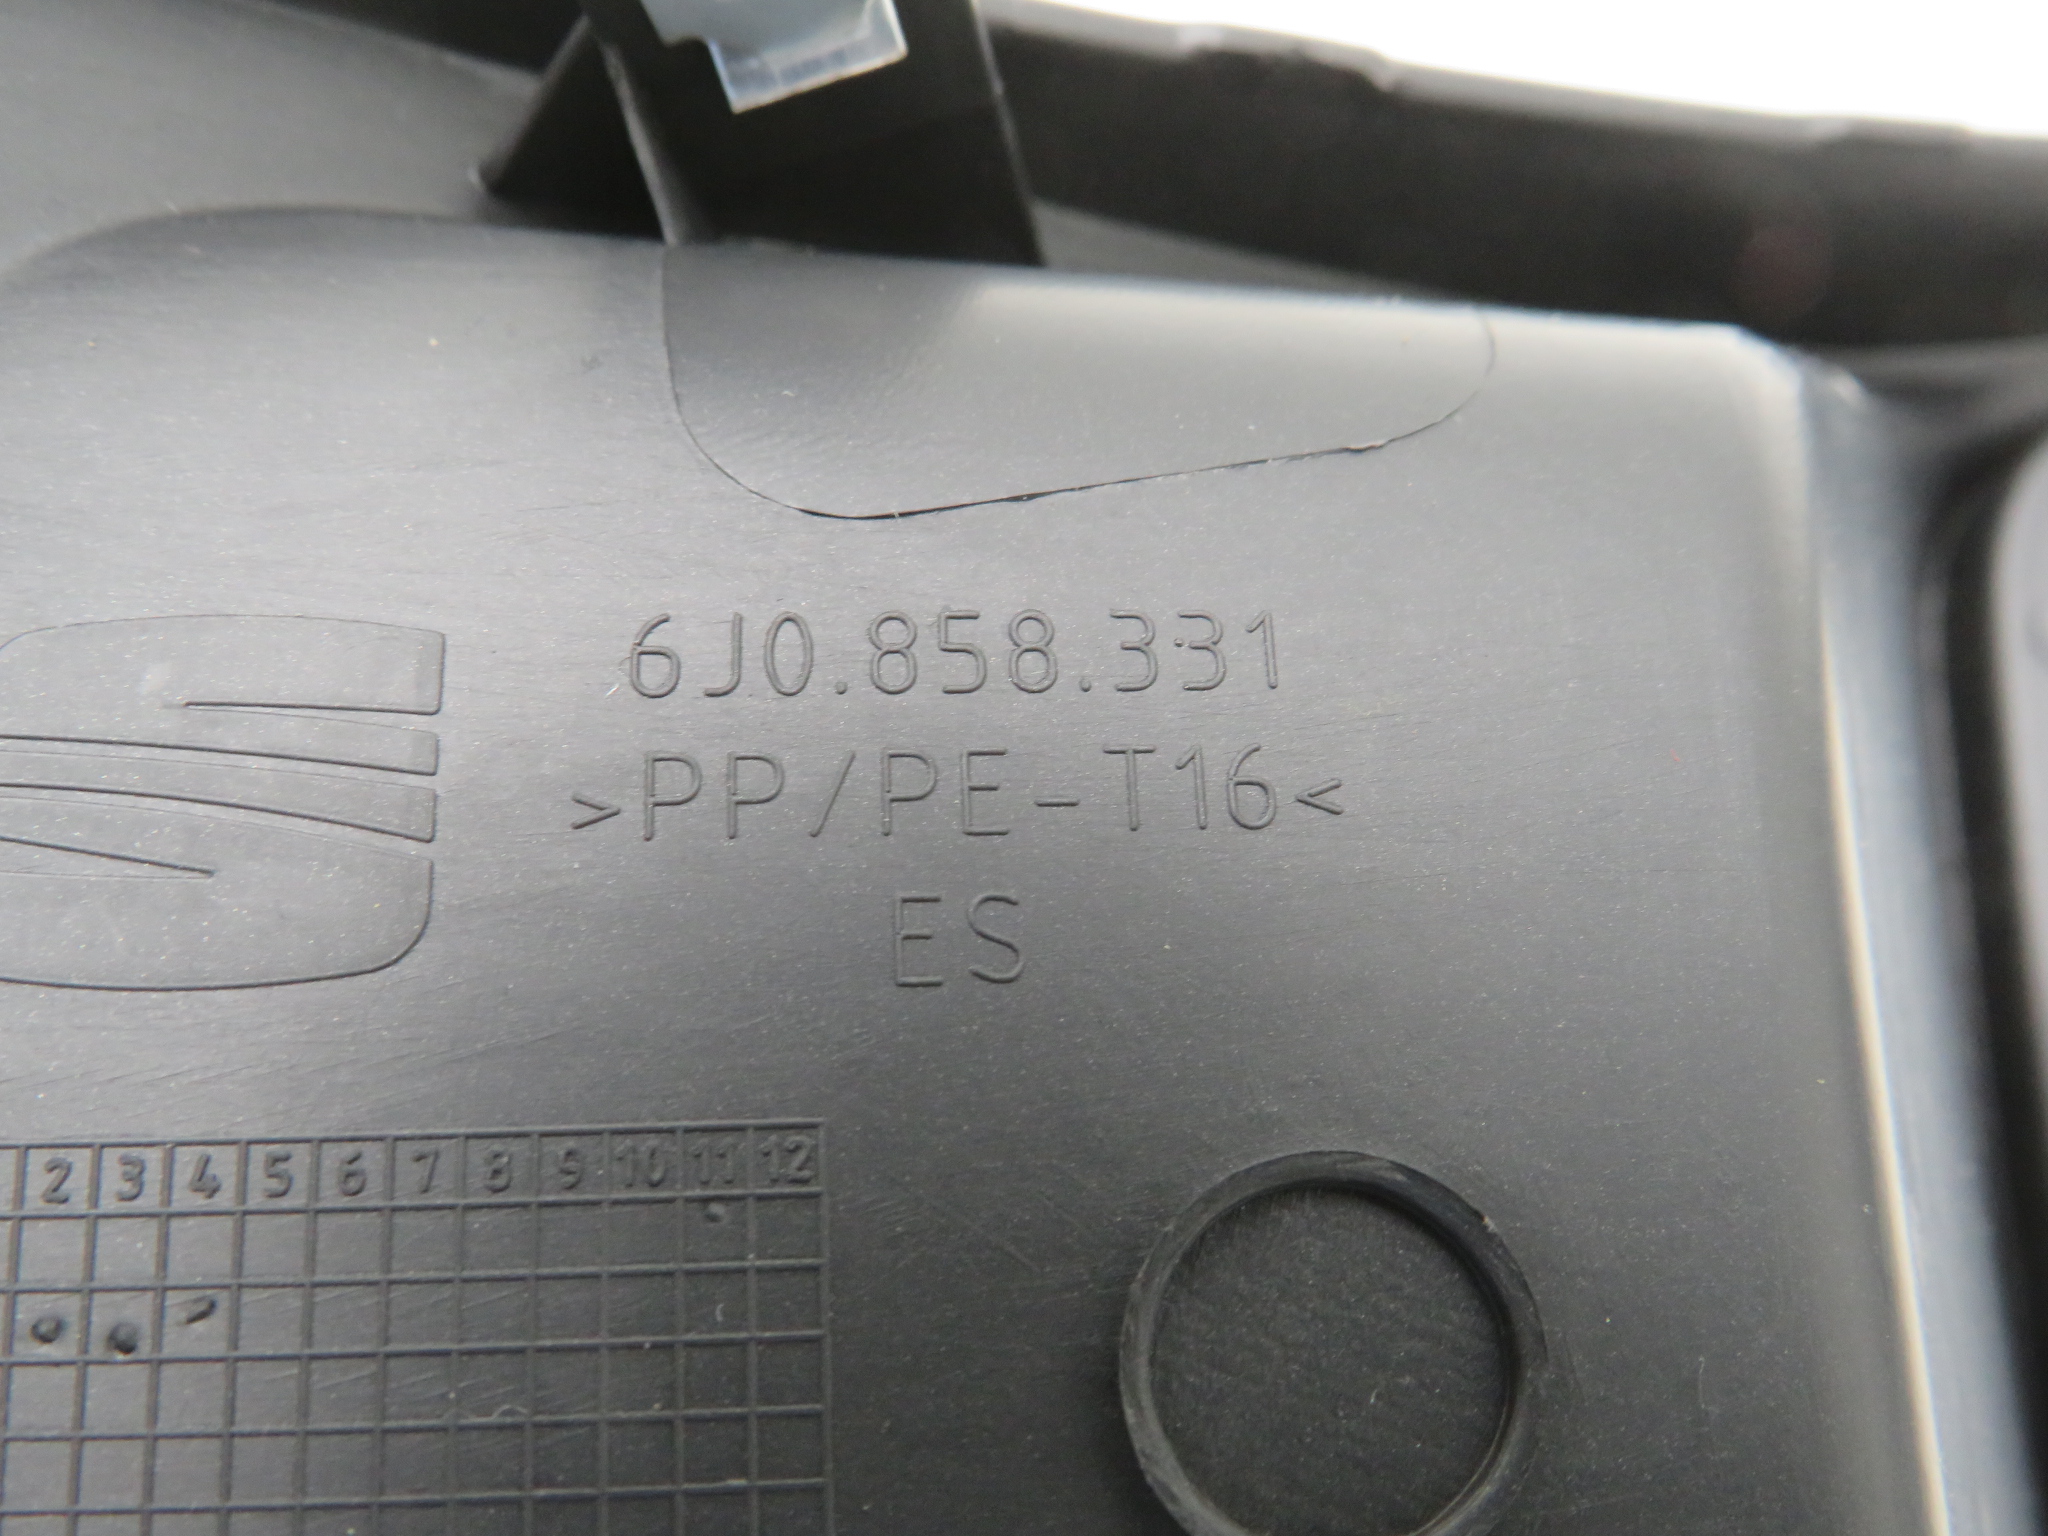 6J0.858.331
>PP/PE-T16<
ES
2 3 4 5 6 7 8 9 10 11 12